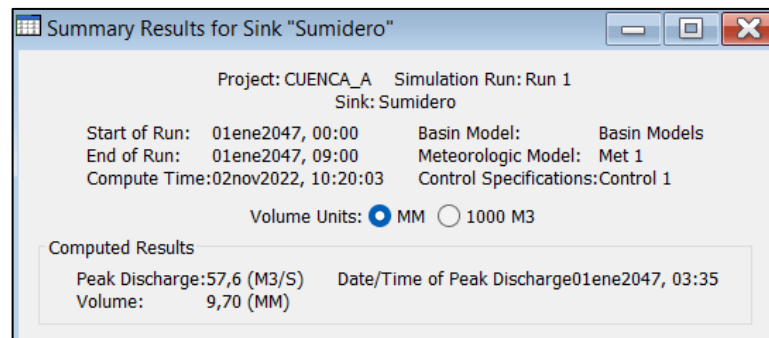 Summary Results for Sink "Sumidero"
Project: CUENCA_A Simulation Run: Run 1
Sink: Sumidero
Start of Run: 01ene2047, 00:00 Basin Model: Basin Models
End of Run: 01ene2047, 09:00 Meteorologic Model: Met 1
Compute Time:02nov2022, 10:20:03 Control Specifications:Control 1
Volume Units: MM 1000 M3
Computed Results
Peak Discharge:57,6 (M3/S) Date/Time of Peak Discharge01ene2047, 03:35
Volume: 9,70 (MM)